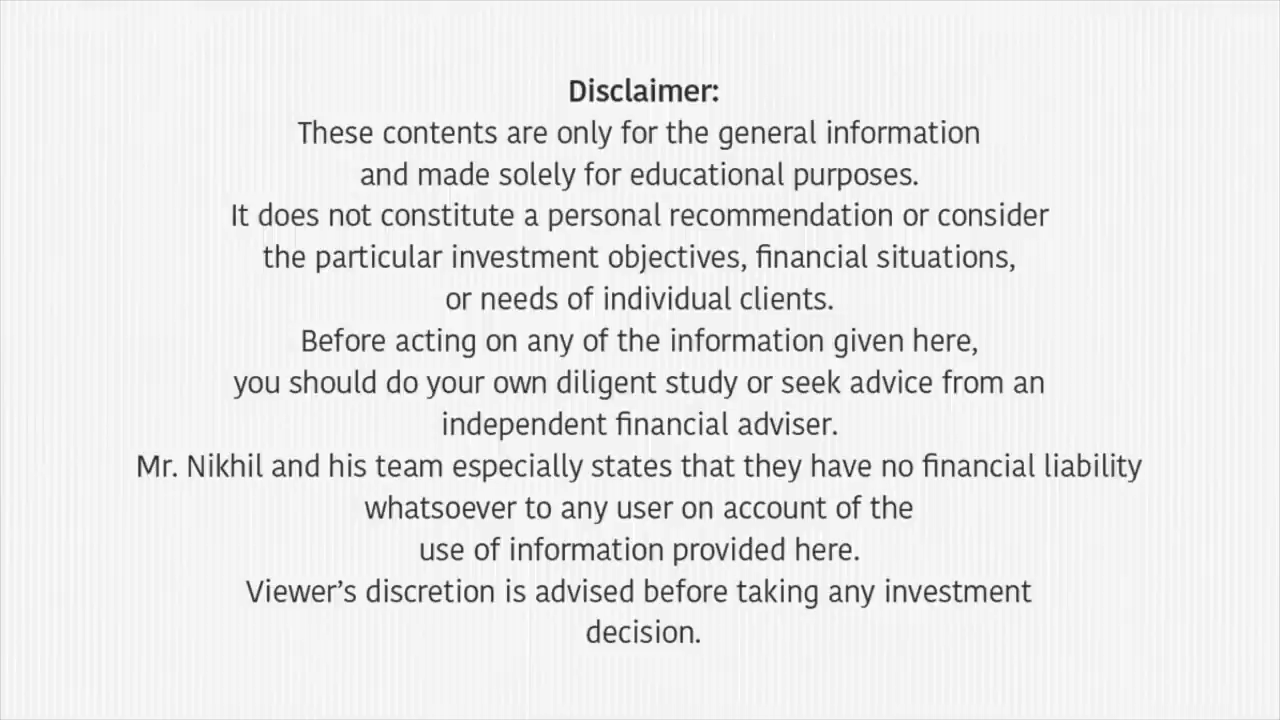 Disclaimer:
These contents are only for the general information
and made solely for educational purposes.
It does not constitute a personal recommendation or consider
the particular investment objectives, financial situations,
or needs of individual clients.
Before acting on any of the information given here,
you should do your own diligent study or seek advice from an
independent financial adviser.
Mr. Nikhil and his team especially states that they have no financial liability
whatsoever to any user on account of the
use of information provided here.
Viewer’s discretion is advised before taking any investment
decision.